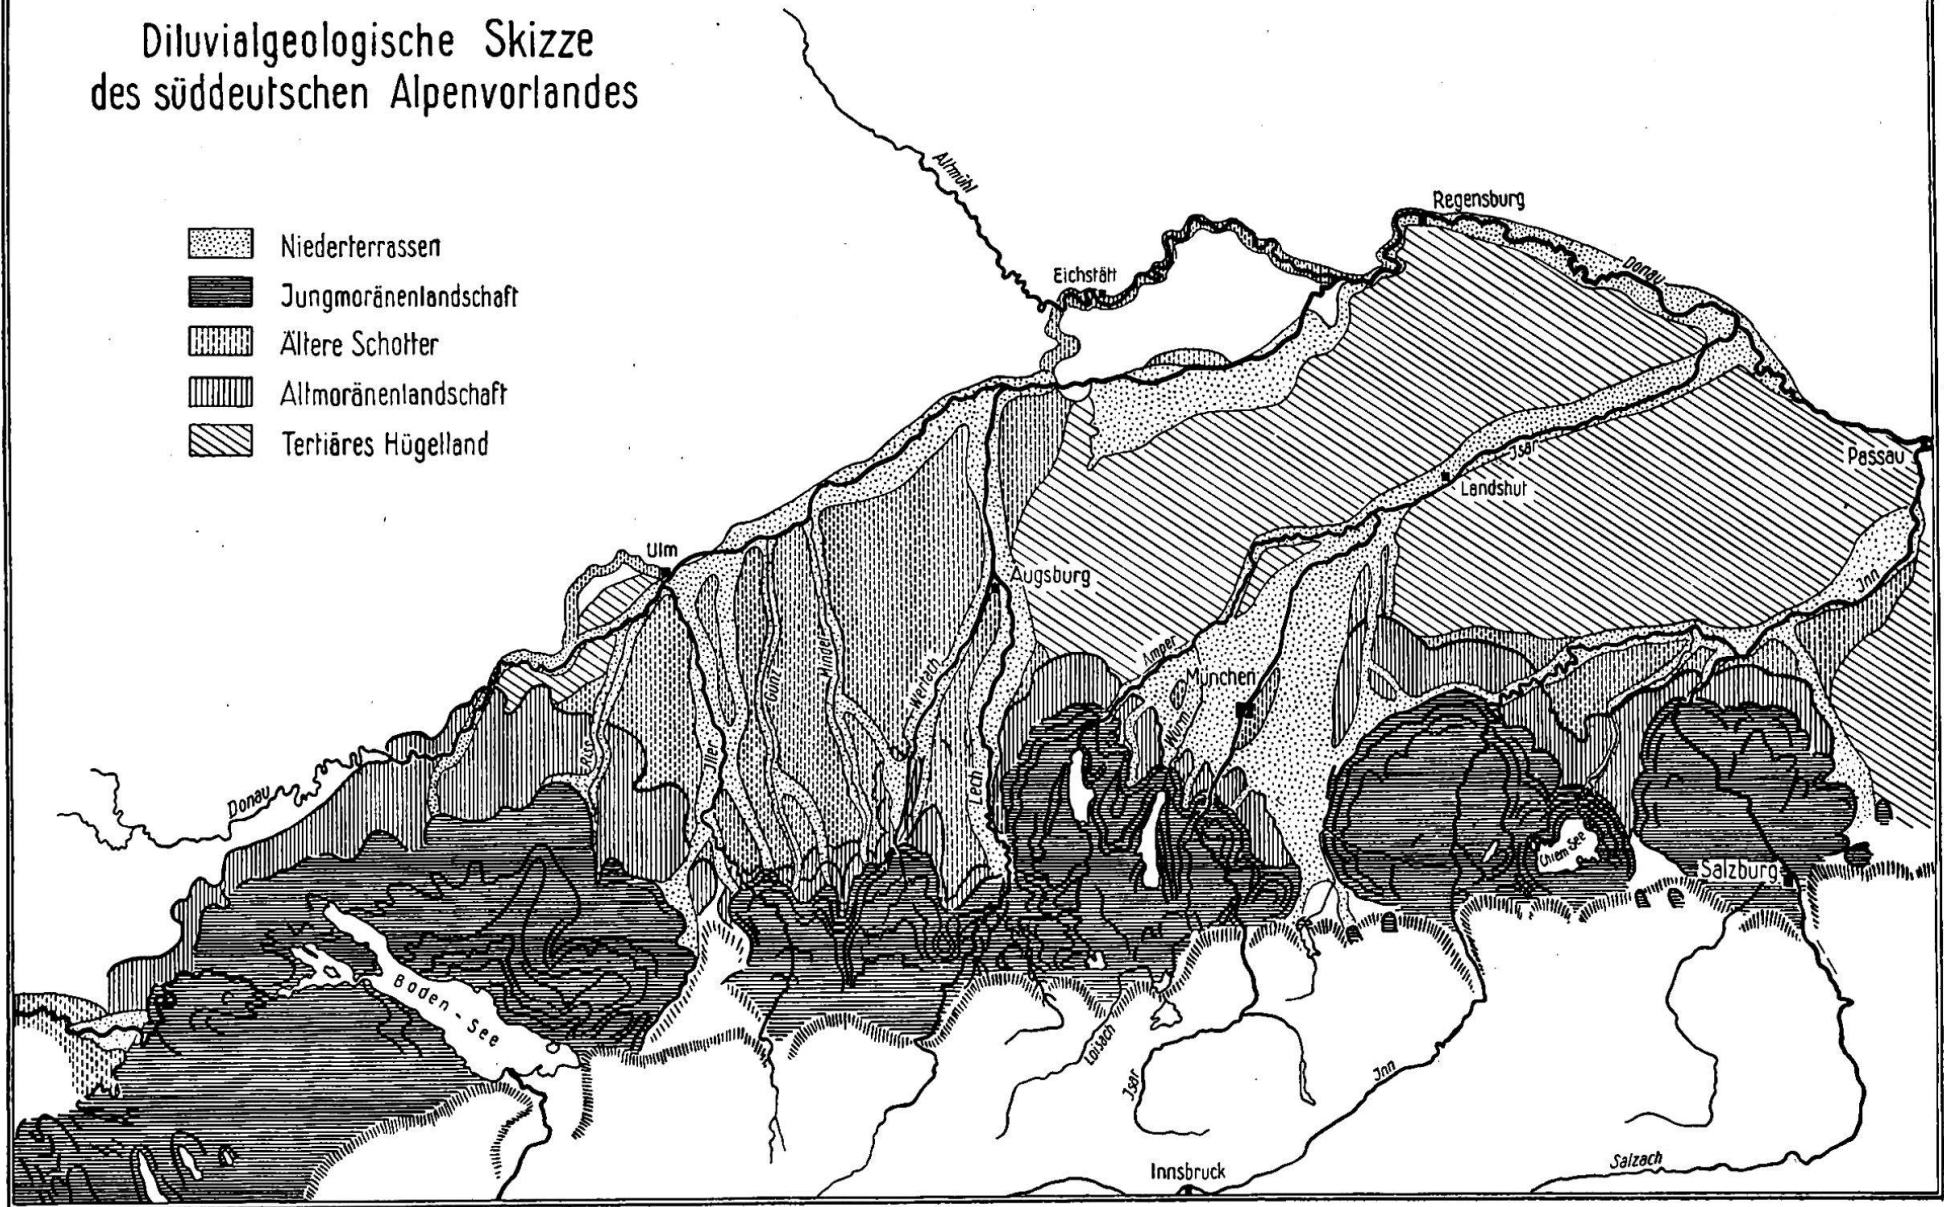 Diluvialgeologische Skizze
des süddeutschen Alpenvorlandes
Niederterrassen
Jungmoränenlandschaft
Ältere Schotter
Altmoränenlandschaft
Tertiäres Hügelland
Altmühl
Regensburg
Eichstätt
Donau
Passau
Isar
Landshut
Ulm
Augsburg
Inn
Amper
München
Würm
Wertach
Mindel
Günz
Iller
Riß
Lech
Donau
Chiem See
Salzburg
Boden-See
Loisach
Isar
Inn
Innsbruck
Salzach